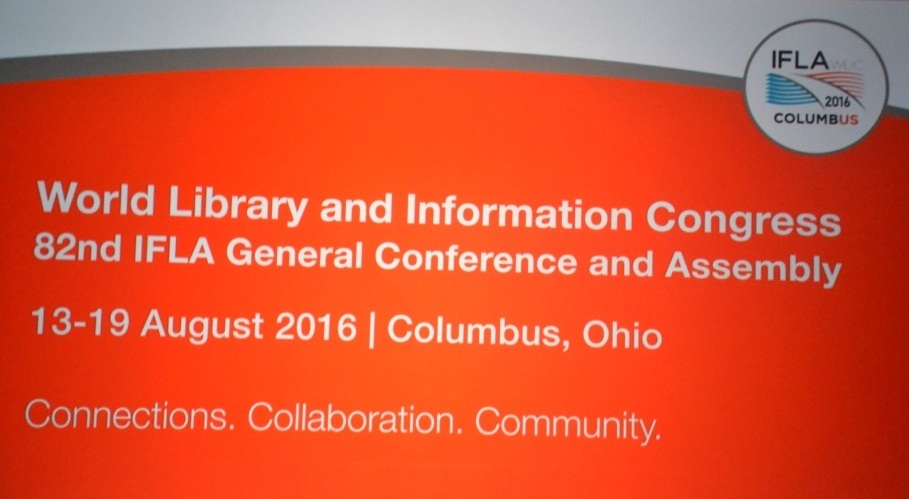 IFLA WLIC
2016
COLUMBUS
World Library and Information Congress
82nd IFLA General Conference and Assembly
13-19 August 2016 | Columbus, Ohio
Connections. Collaboration. Community.